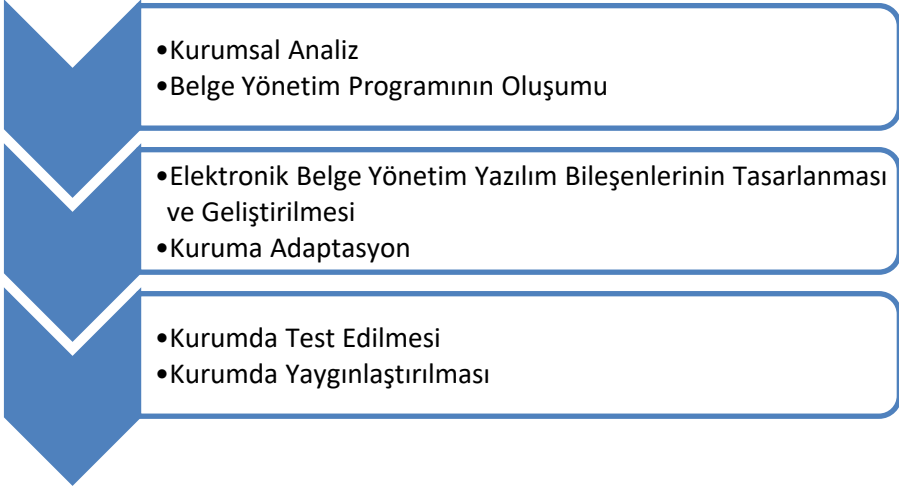 •Kurumsal Analiz
•Belge Yönetim Programının Oluşumu
•Elektronik Belge Yönetim Yazılım Bileşenlerinin Tasarlanması
ve Geliştirilmesi
•Kuruma Adaptasyon
•Kurumda Test Edilmesi
•Kurumda Yaygınlaştırılması